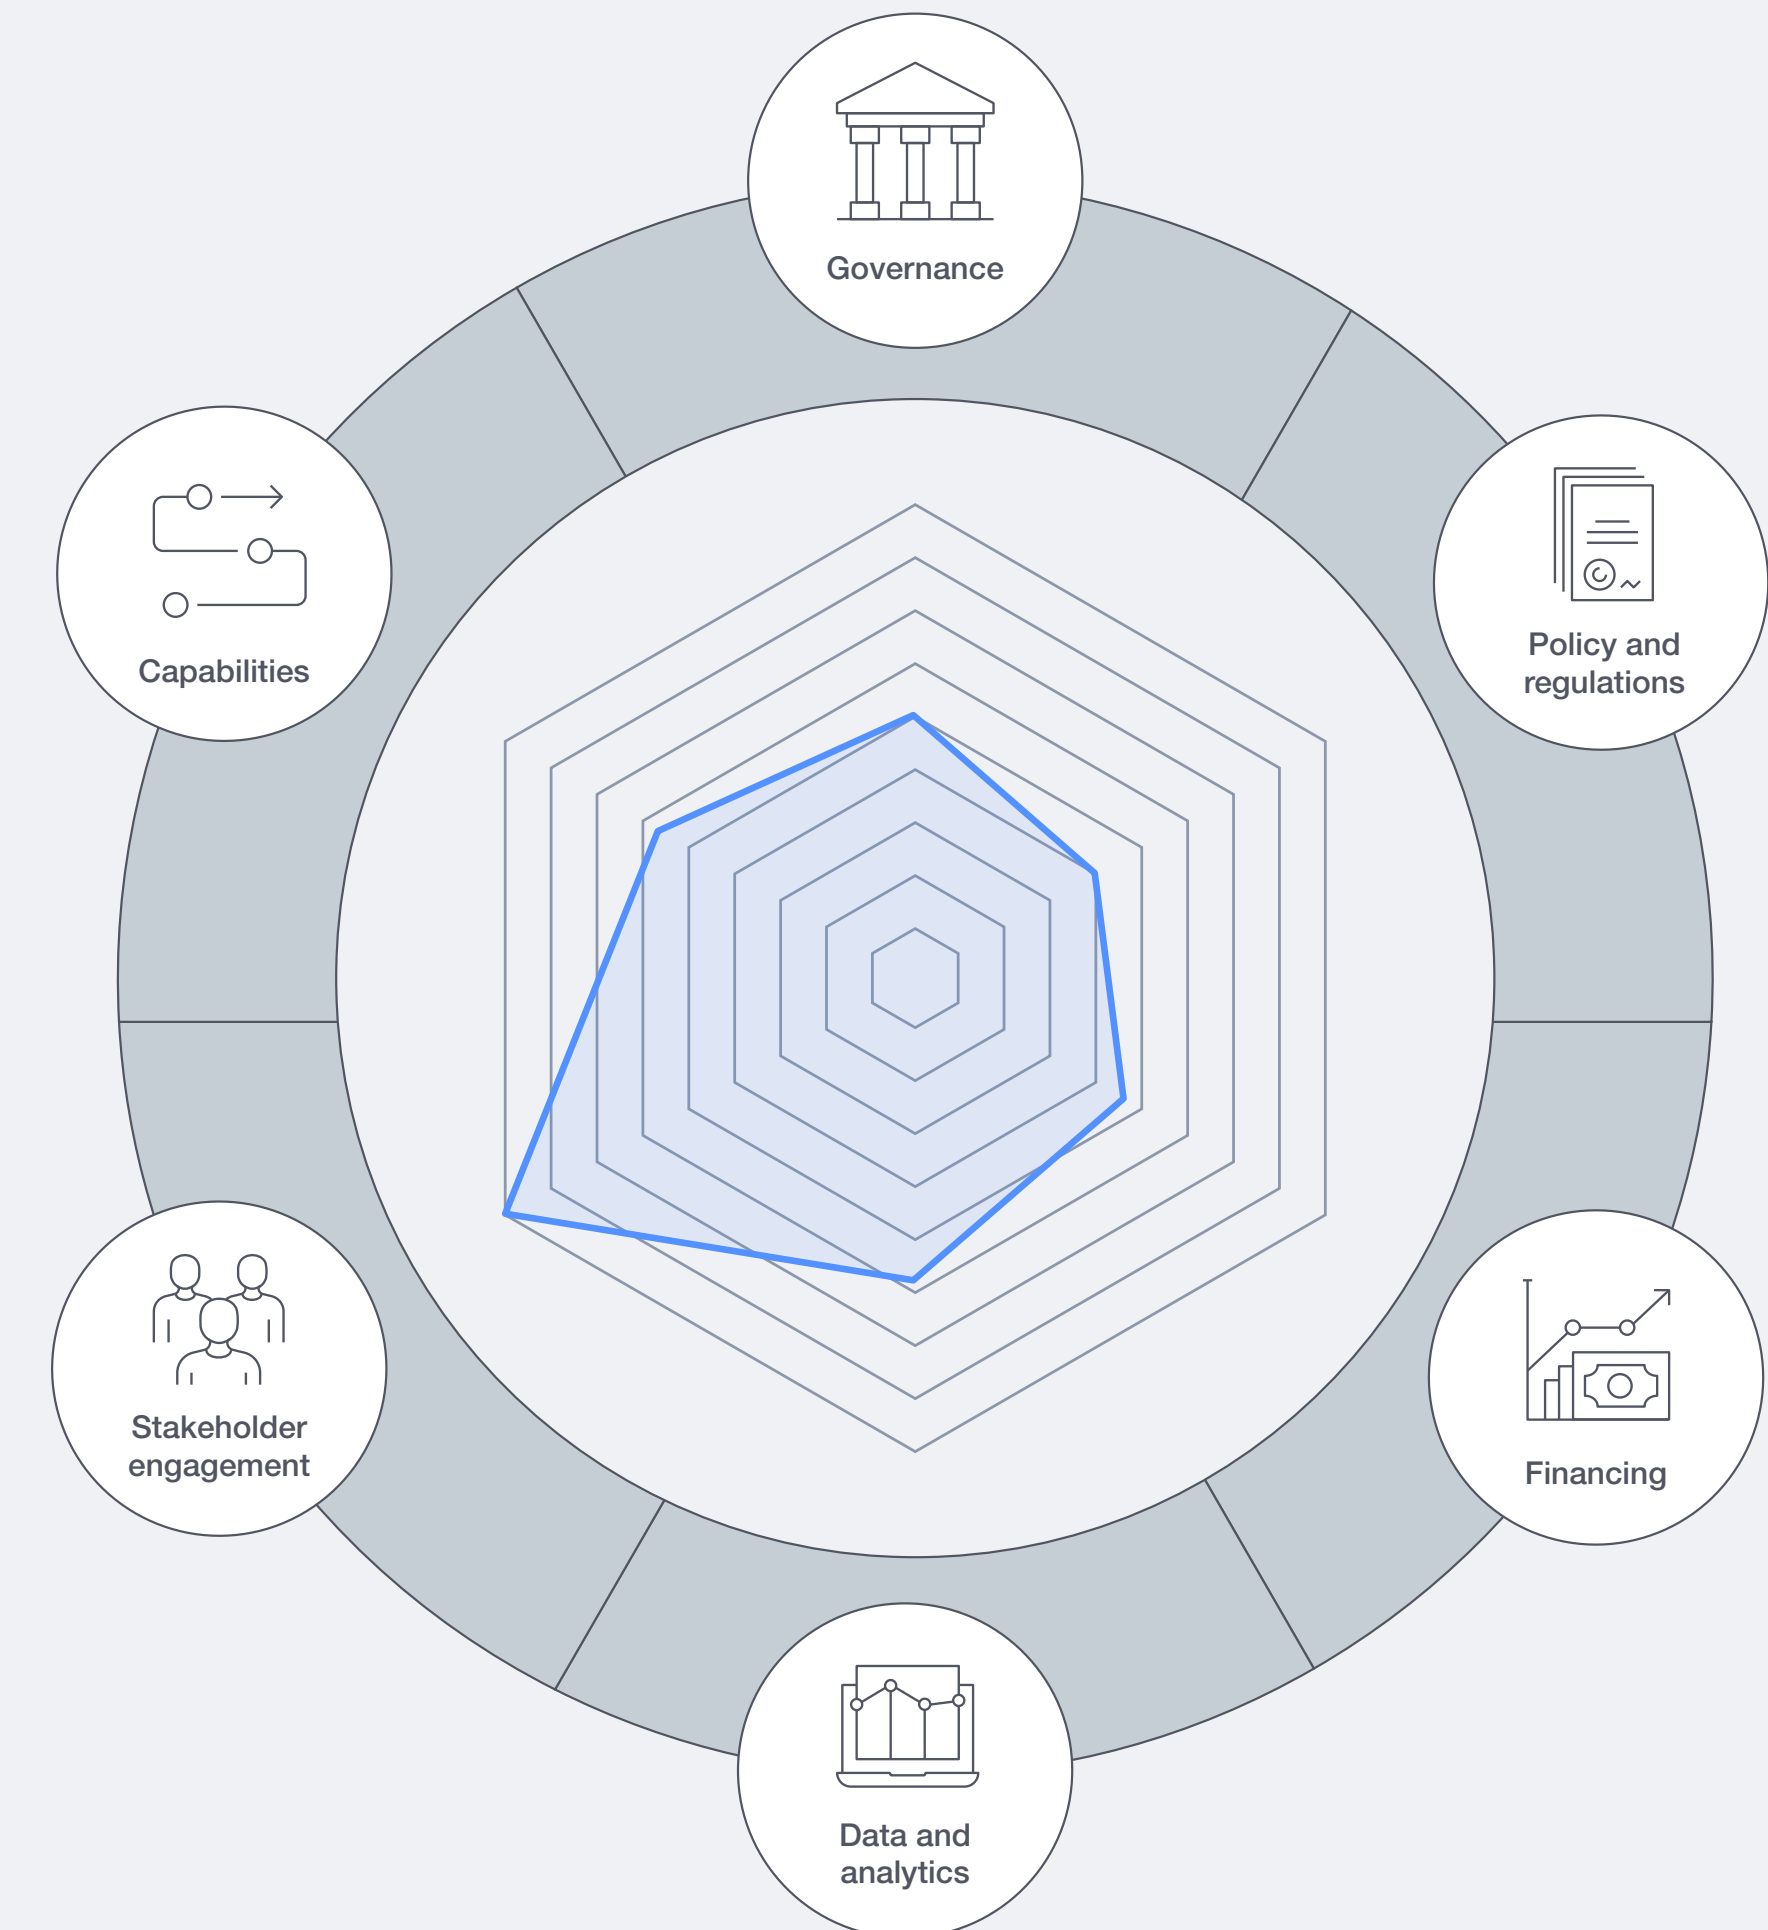 Governance
Capabilities
Policy and
regulations
Stakeholder
engagement
Financing
Data and
analytics